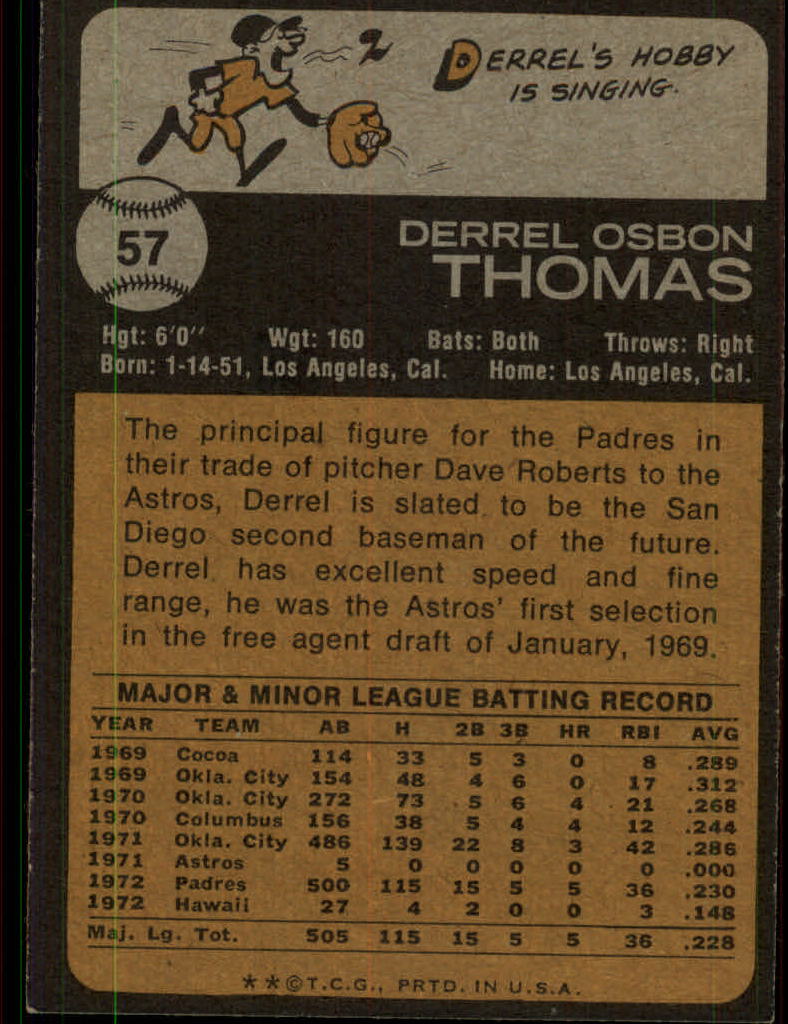 DERREL'S HOBBY
IS SINGING.
57
DERREL OSBON
THOMAS
Hgt: 6'0" Wgt: 160 Bats: Both Throws: Right
Born: 1-14-51, Los Angeles, Cal. Home: Los Angeles, Cal.
The principal figure for the Padres in
their trade of pitcher Dave Roberts to the
Astros, Derrel is slated to be the San
Diego second baseman of the future.
Derrel has excellent speed and fine
range, he was the Astros' first selection
in the free agent draft of January, 1969.
MAJOR & MINOR LEAGUE BATTING RECORD
YEAR TEAM AB H 2B 3B HR RBI AVG
1969 Cocoa 114 33 5 3 0 8 .289
1969 Okla. City 154 48 4 6 0 17 .312
1970 Okla. City 272 73 5 6 4 21 .268
1970 Columbus 156 38 5 4 4 12 .244
1971 Okla. City 486 139 22 8 3 42 .286
1971 Astros 5 0 0 0 0 0 .000
1972 Padres 500 115 15 5 5 36 .230
1972 Hawaii 27 4 2 0 0 3 .148
Maj. Lg. Tot. 505 115 15 5 5 36 .228
**©T.C.G., PRTD. IN U.S.A.